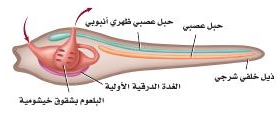 حبل عصبي ظهري أنبوبي
حبل عصبي
ذيل خلفي شرجي
الغدة الدرقية الأولية
البلعوم بشقوق خيشومية